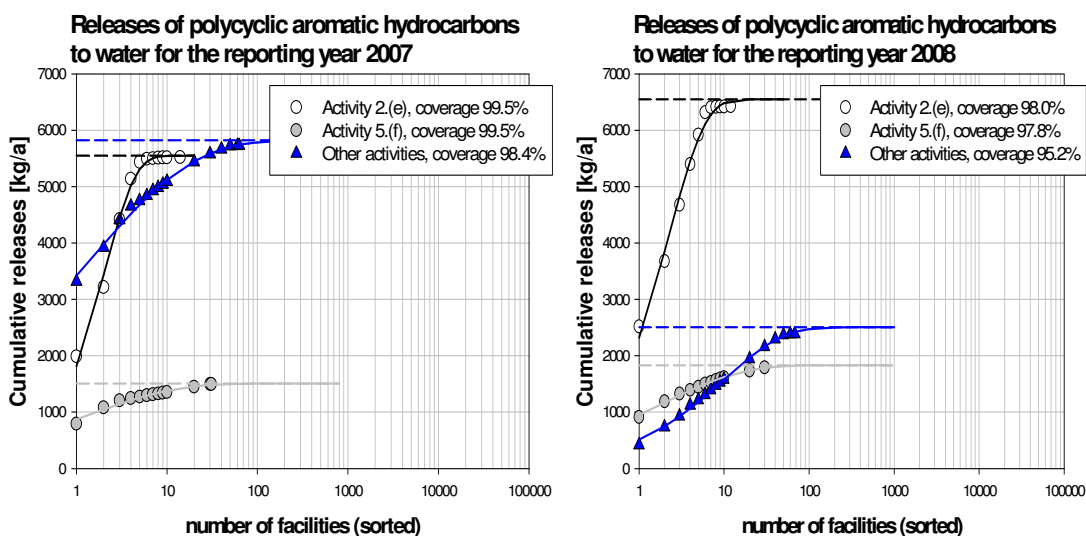 Releases of polycyclic aromatic hydrocarbons
to water for the reporting year 2007
Cumulative releases [kg/a]
7000
6000
5000
4000
3000
2000
1000
0
Activity 2.(e), coverage 99.5%
Activity 5.(f), coverage 99.5%
Other activities, coverage 98.4%
1
10
100
1000
10000
100000
number of facilities (sorted)
Releases of polycyclic aromatic hydrocarbons
to water for the reporting year 2008
Cumulative releases [kg/a]
7000
6000
5000
4000
3000
2000
1000
0
Activity 2.(e), coverage 98.0%
Activity 5.(f), coverage 97.8%
Other activities, coverage 95.2%
1
10
100
1000
10000
100000
number of facilities (sorted)